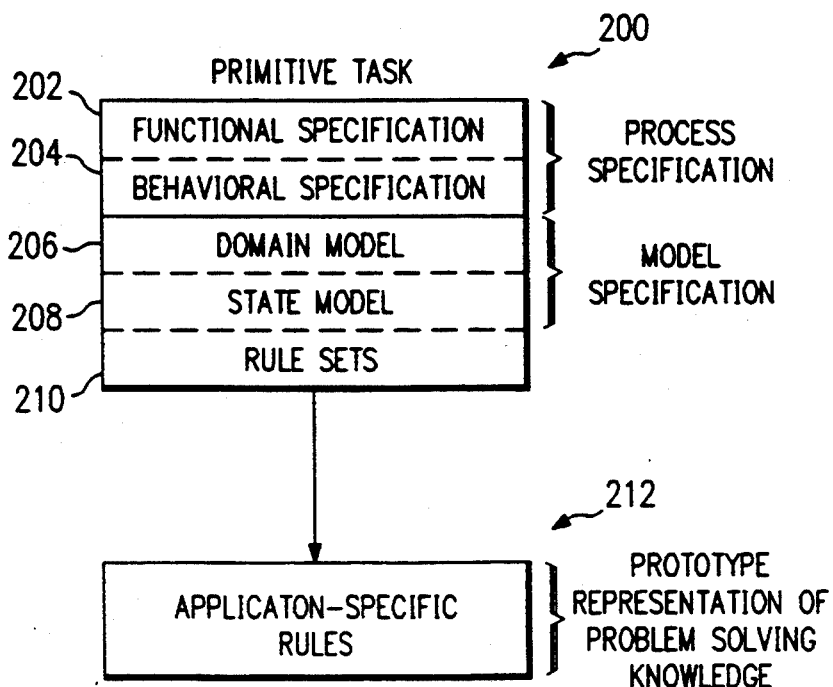 200
PRIMITIVE TASK
202
FUNCTIONAL SPECIFICATION
204
BEHAVIORAL SPECIFICATION
PROCESS
SPECIFICATION
206
DOMAIN MODEL
208
STATE MODEL
MODEL
SPECIFICATION
210
RULE SETS
212
APPLICATON-SPECIFIC
RULES
PROTOTYPE
REPRESENTATION OF
PROBLEM SOLVING
KNOWLEDGE